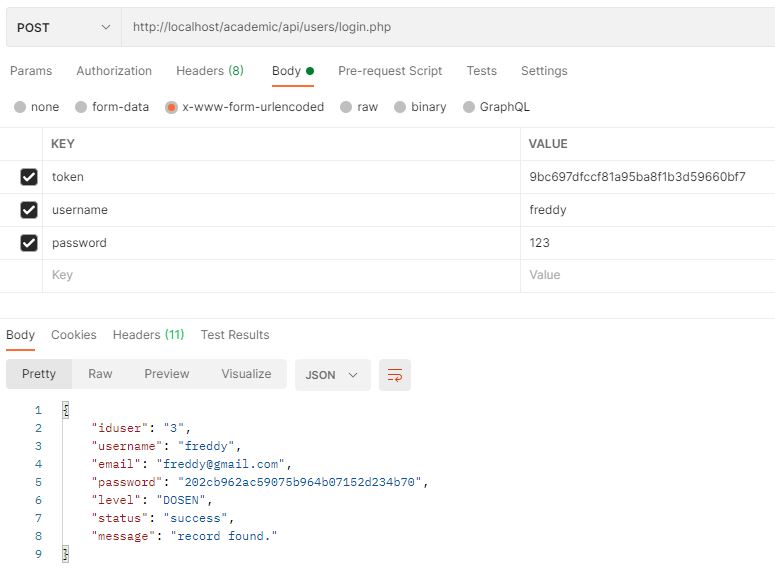 POST http://localhost/academic/api/users/login.php
Params Authorization Headers (8) Body Pre-request Script Tests Settings
none form-data x-www-form-urlencoded raw binary GraphQL
KEY VALUE
token 9bc697dfccf81a95ba8f1b3d59660bf7
username freddy
password 123
Key Value
Body Cookies Headers (11) Test Results
Pretty Raw Preview Visualize JSON
1 {
2 "iduser": "3",
3 "username": "freddy",
4 "email": "freddy@gmail.com",
5 "password": "202cb962ac59075b964b07152d234b70",
6 "level": "DOSEN",
7 "status": "success",
8 "message": "record found."
9 }